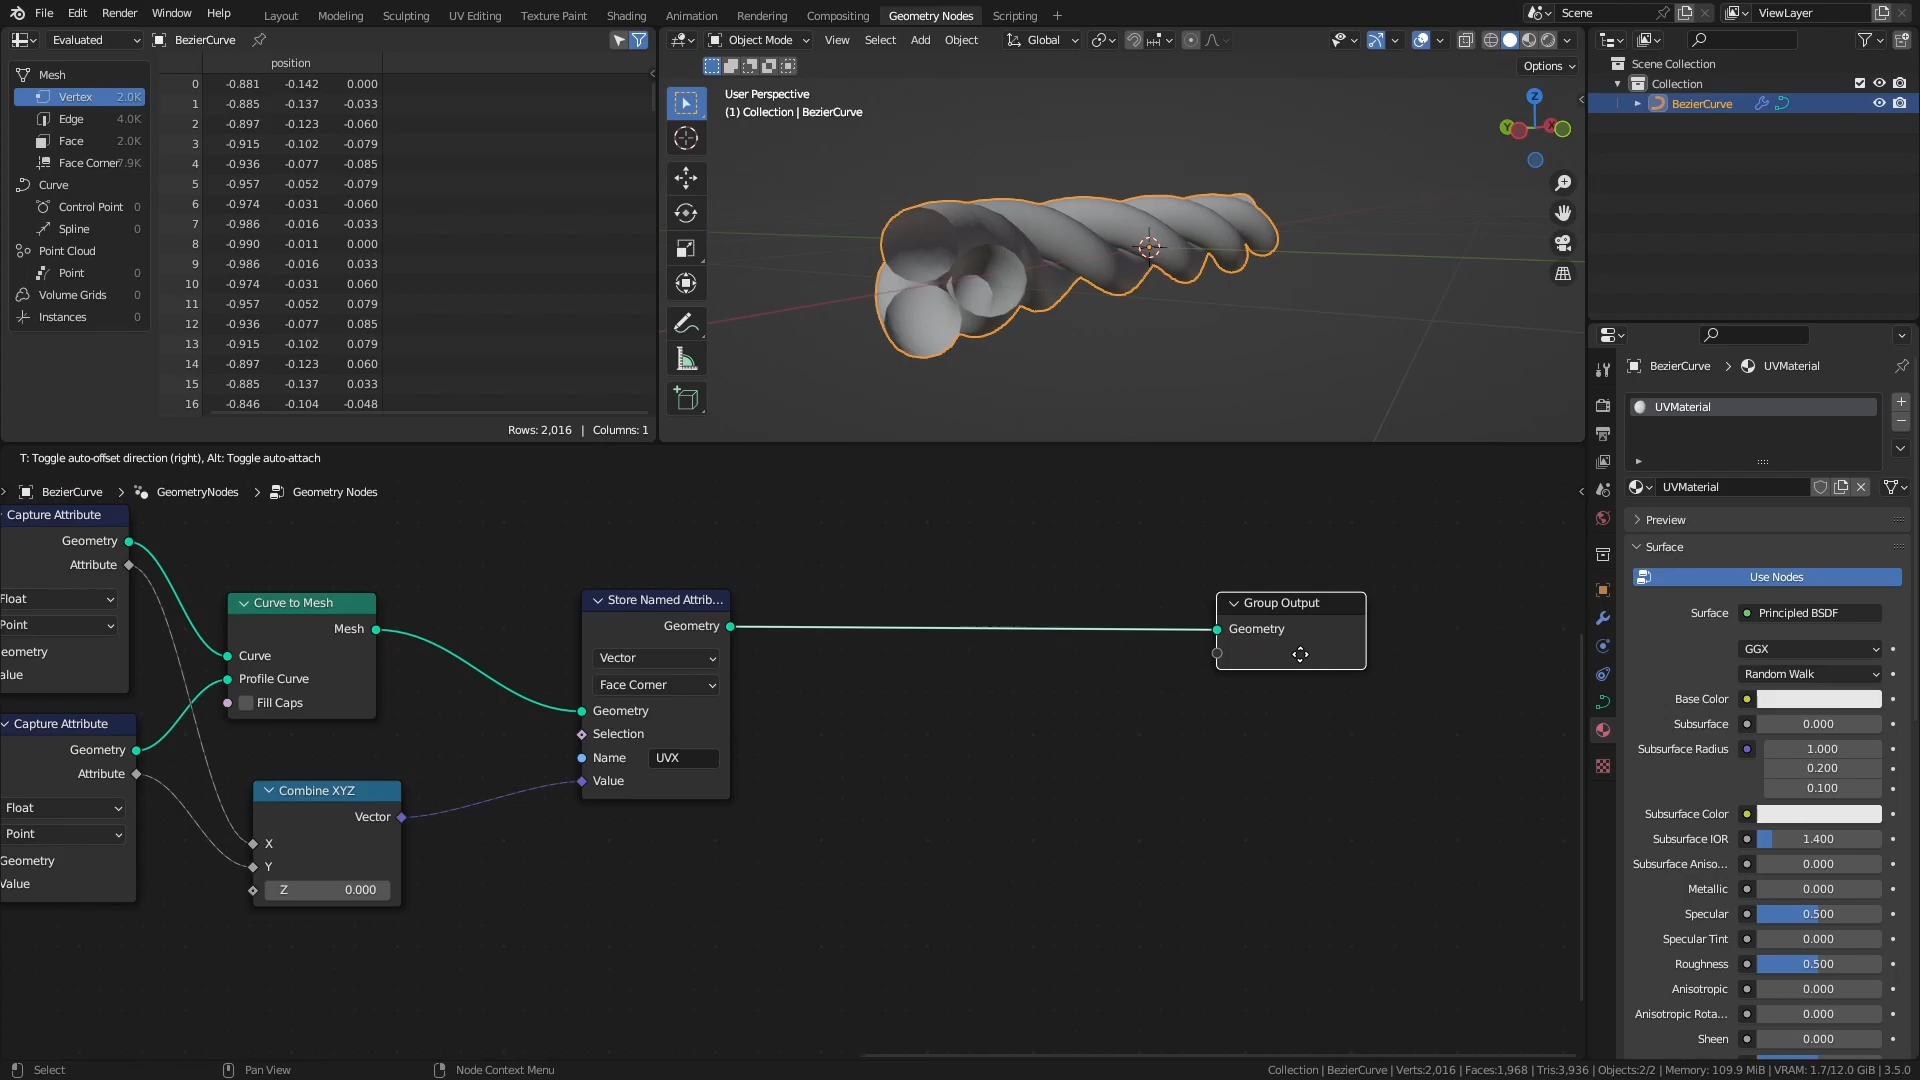 File Edit Render Window Help Layout Modeling Sculpting UV Editing Texture Paint Shading Animation Rendering Compositing Geometry Nodes Scripting + Scene ViewLayer
Evaluated BezierCurve
Object Mode View Select Add Object Global
Options
position
Mesh
Vertex 2.0K
Edge 4.0K
Face 2.0K
Face Corner 7.9K
Curve
Control Point 0
Spline 0
Point Cloud
Point 0
Volume Grids 0
Instances 0
0 -0.881 -0.142 0.000
1 -0.885 -0.137 -0.033
2 -0.897 -0.123 -0.060
3 -0.915 -0.102 -0.079
4 -0.936 -0.077 -0.085
5 -0.957 -0.052 -0.079
6 -0.974 -0.031 -0.060
7 -0.986 -0.016 -0.033
8 -0.990 -0.011 0.000
9 -0.986 -0.016 0.033
10 -0.974 -0.031 0.060
11 -0.957 -0.052 0.079
12 -0.936 -0.077 0.085
13 -0.915 -0.102 0.079
14 -0.897 -0.123 0.060
15 -0.885 -0.137 0.033
16 -0.846 -0.104 -0.048
Rows: 2,016 | Columns: 1
User Perspective
(1) Collection | BezierCurve
Z
Y
X
Scene Collection
Collection
BezierCurve
T: Toggle auto-offset direction (right), Alt: Toggle auto-attach
BezierCurve > GeometryNodes > Geometry Nodes
Capture Attribute
Geometry
Attribute
Float
Point
eometry
alue
Capture Attribute
Geometry
Attribute
Float
Point
Geometry
Value
Curve to Mesh
Mesh
Curve
Profile Curve
Fill Caps
Combine XYZ
Vector
X
Y
Z 0.000
Store Named Attrib...
Geometry
Vector
Face Corner
Geometry
Selection
Name UVX
Value
Group Output
Geometry
BezierCurve > UVMaterial
UVMaterial
UVMaterial
Preview
Surface
Use Nodes
Surface Principled BSDF
GGX
Random Walk
Base Color
Subsurface 0.000
Subsurface Radius 1.000
0.200
0.100
Subsurface Color
Subsurface IOR 1.400
Subsurface Aniso... 0.000
Metallic 0.000
Specular 0.500
Specular Tint 0.000
Roughness 0.500
Anisotropic 0.000
Anisotropic Rota... 0.000
Sheen 0.000
Select Pan View Node Context Menu
Collection | BezierCurve | Verts:2,016 | Faces:1,968 | Tris:3,936 | Objects:2/2 | Memory: 109.9 MiB | VRAM: 1.7/12.0 GiB | 3.5.0